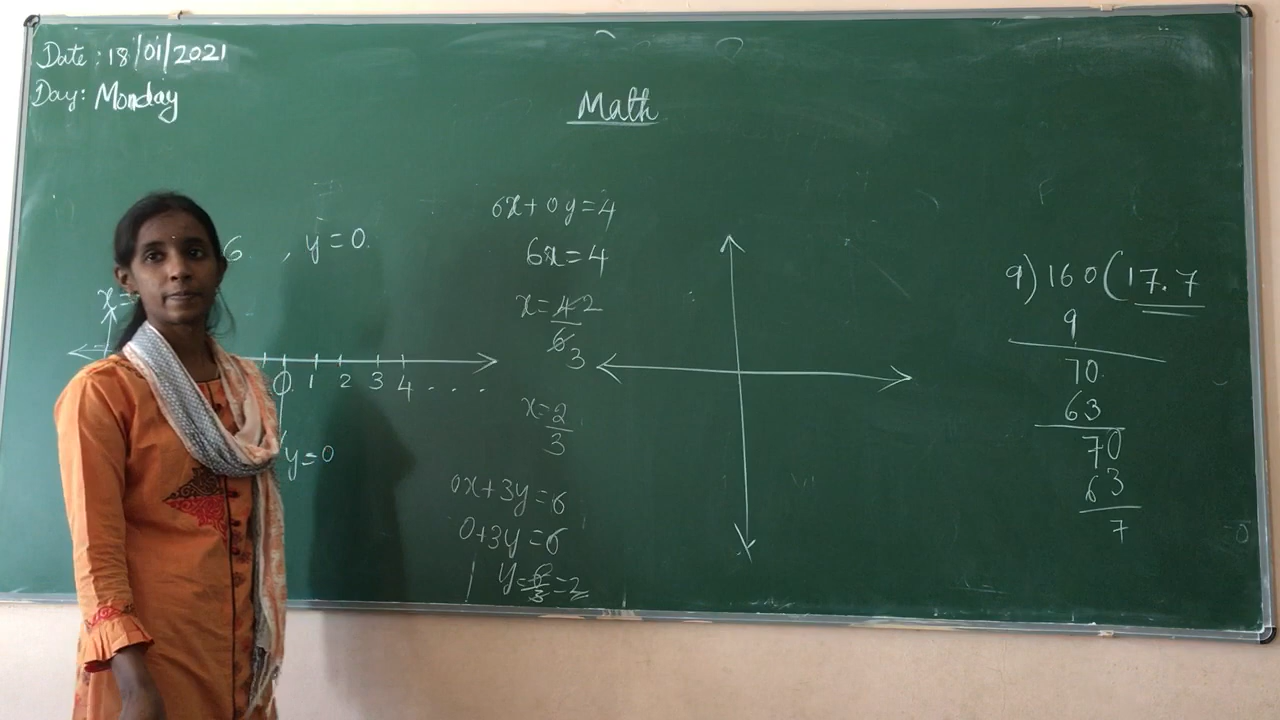 Date : 18/01/2021
Day: Monday
Math
6 , y = 0
x=
0 1 2 3 4 . . . .
y = 0
6x + 0y = 4
6x = 4
x = 4 2
6 3
x = 2
3
0x + 3y = 6
0 + 3y = 6
y = 6 = 2
3
9) 160 (17.7
9
70
63
70
63
7